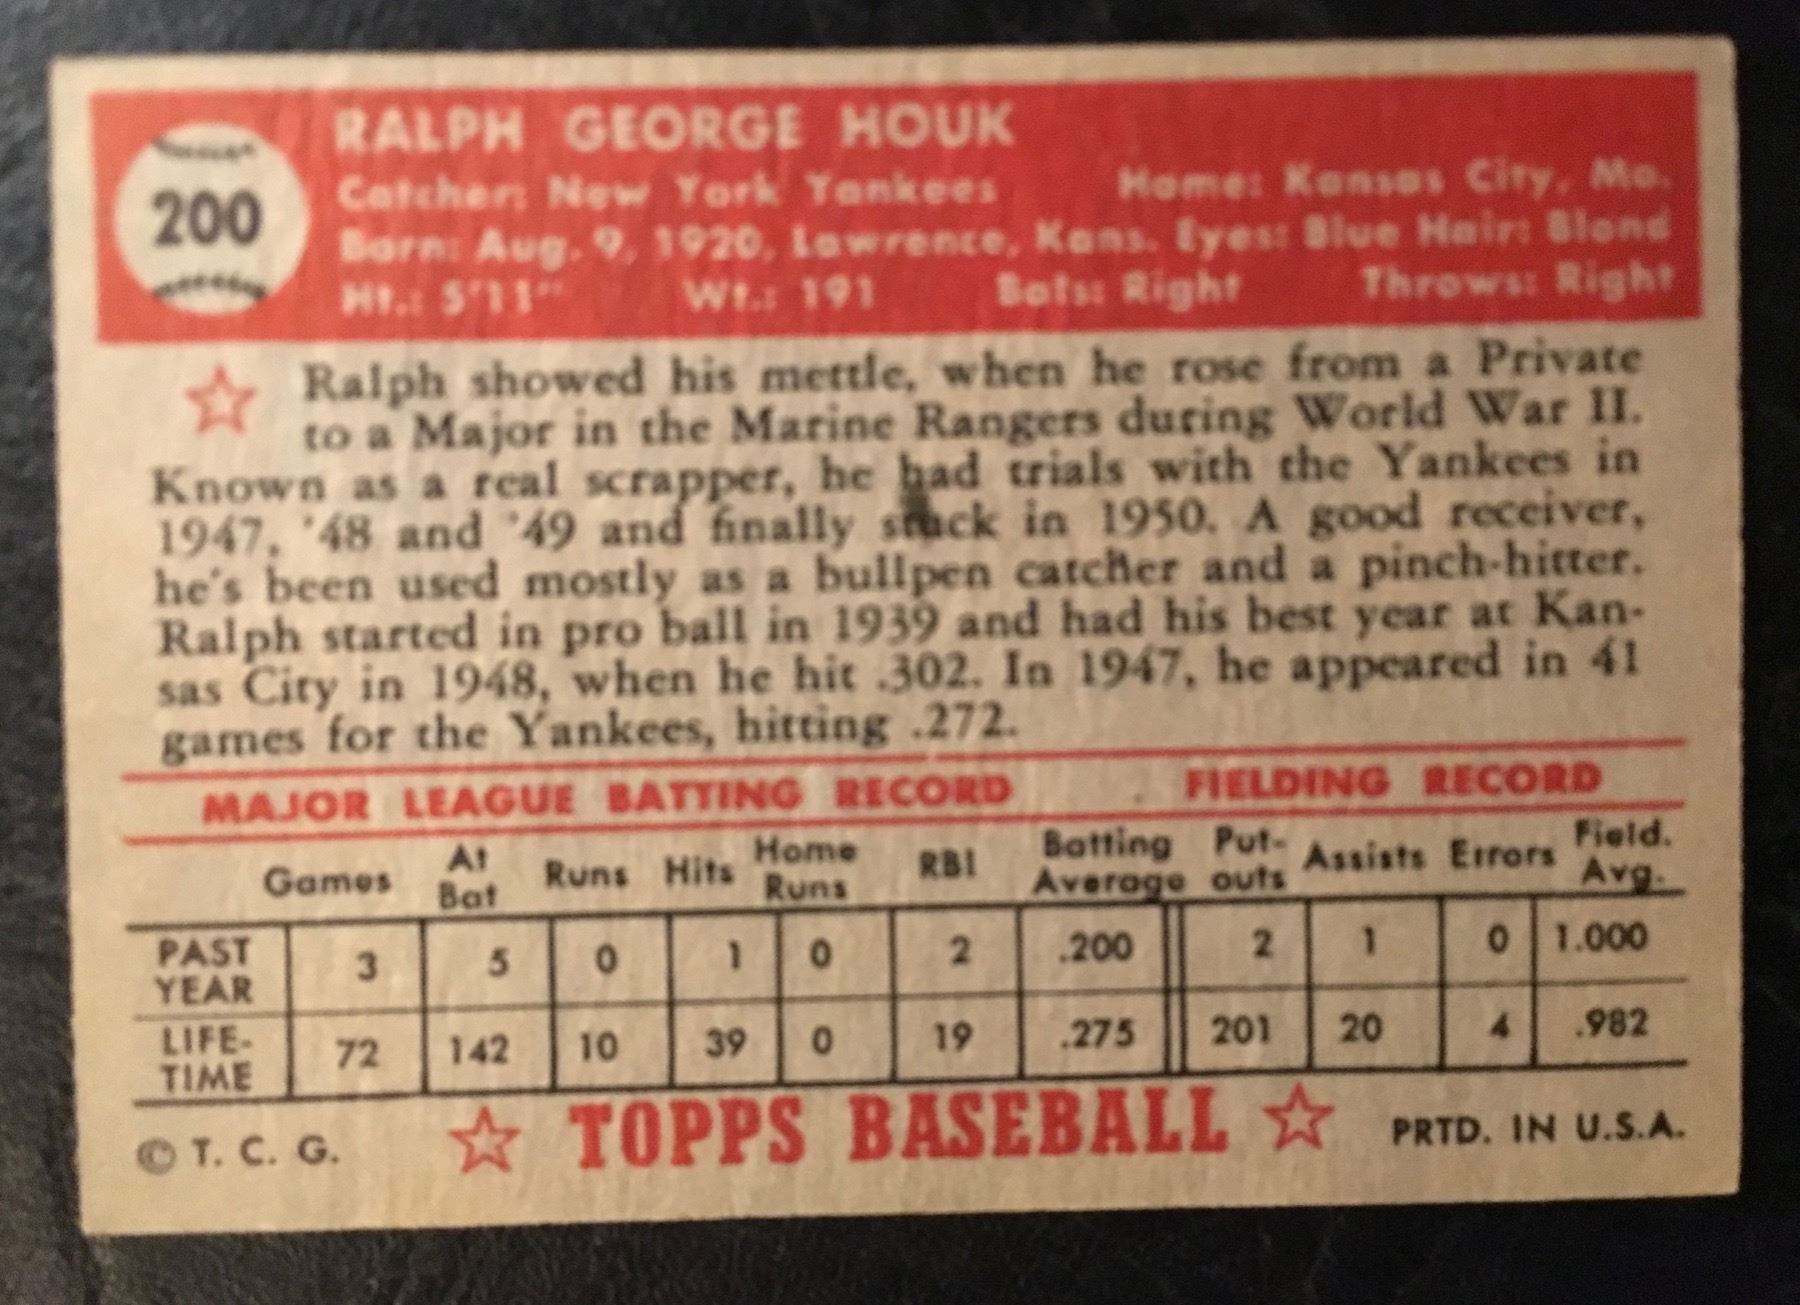 200
RALPH GEORGE HOUK
Catcher: New York Yankees Home: Kansas City, Mo.
Born: Aug. 9, 1920, Lawrence, Kans. Eyes: Blue Hair: Blond
Ht.: 5'11" Wt.: 191 Bats: Right Throws: Right
Ralph showed his mettle, when he rose from a Private
to a Major in the Marine Rangers during World War II.
Known as a real scrapper, he had trials with the Yankees in
1947, '48 and '49 and finally stuck in 1950. A good receiver,
he's been used mostly as a bullpen catcher and a pinch-hitter.
Ralph started in pro ball in 1939 and had his best year at Kan-
sas City in 1948, when he hit .302. In 1947, he appeared in 41
games for the Yankees, hitting .272.
MAJOR LEAGUE BATTING RECORD FIELDING RECORD
Games At Bat Runs Hits Home Runs RBI Batting Average Put-outs Assists Errors Field. Avg.
PAST YEAR 3 5 0 1 0 2 .200 2 1 0 1.000
LIFE-TIME 72 142 10 39 0 19 .275 201 20 4 .982
© T. C. G. TOPPS BASEBALL PRTD. IN U.S.A.